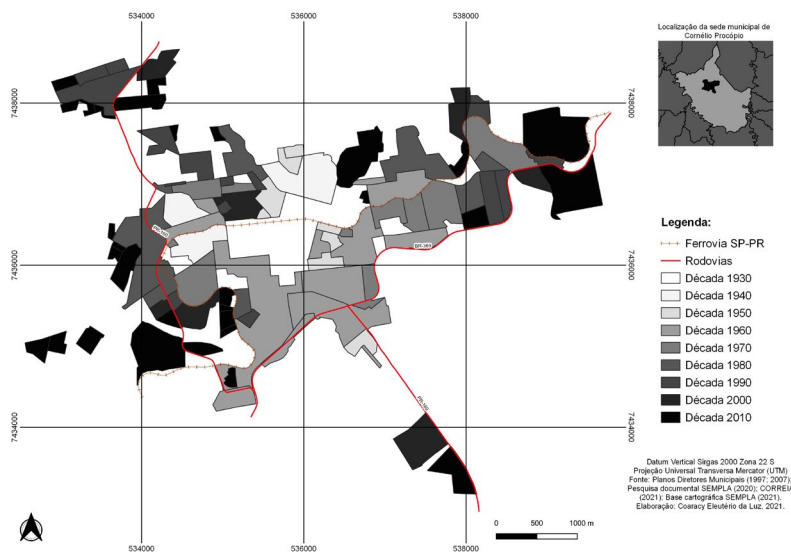 534000
536000
538000
Localização da sede municipal de
Cornélio Procópio
7438000
7438000
7436000
7436000
7434000
7434000
BR-369
PR-160
Legenda:
Ferrovia SP-PR
Rodovias
Década 1930
Década 1940
Década 1950
Década 1960
Década 1970
Década 1980
Década 1990
Década 2000
Década 2010
Datum Vertical Sirgas 2000 Zona 22 S
Projeção Universal Transversa Mercator (UTM)
Fonte: Planos Diretores Municipais (1997; 2007);
Pesquisa documental SEMPLA (2020); CORREIA
(2021); Base cartográfica SEMPLA (2021).
Elaboração: Coaracy Eleutério da Luz, 2021.
0 500 1000 m
534000
536000
538000